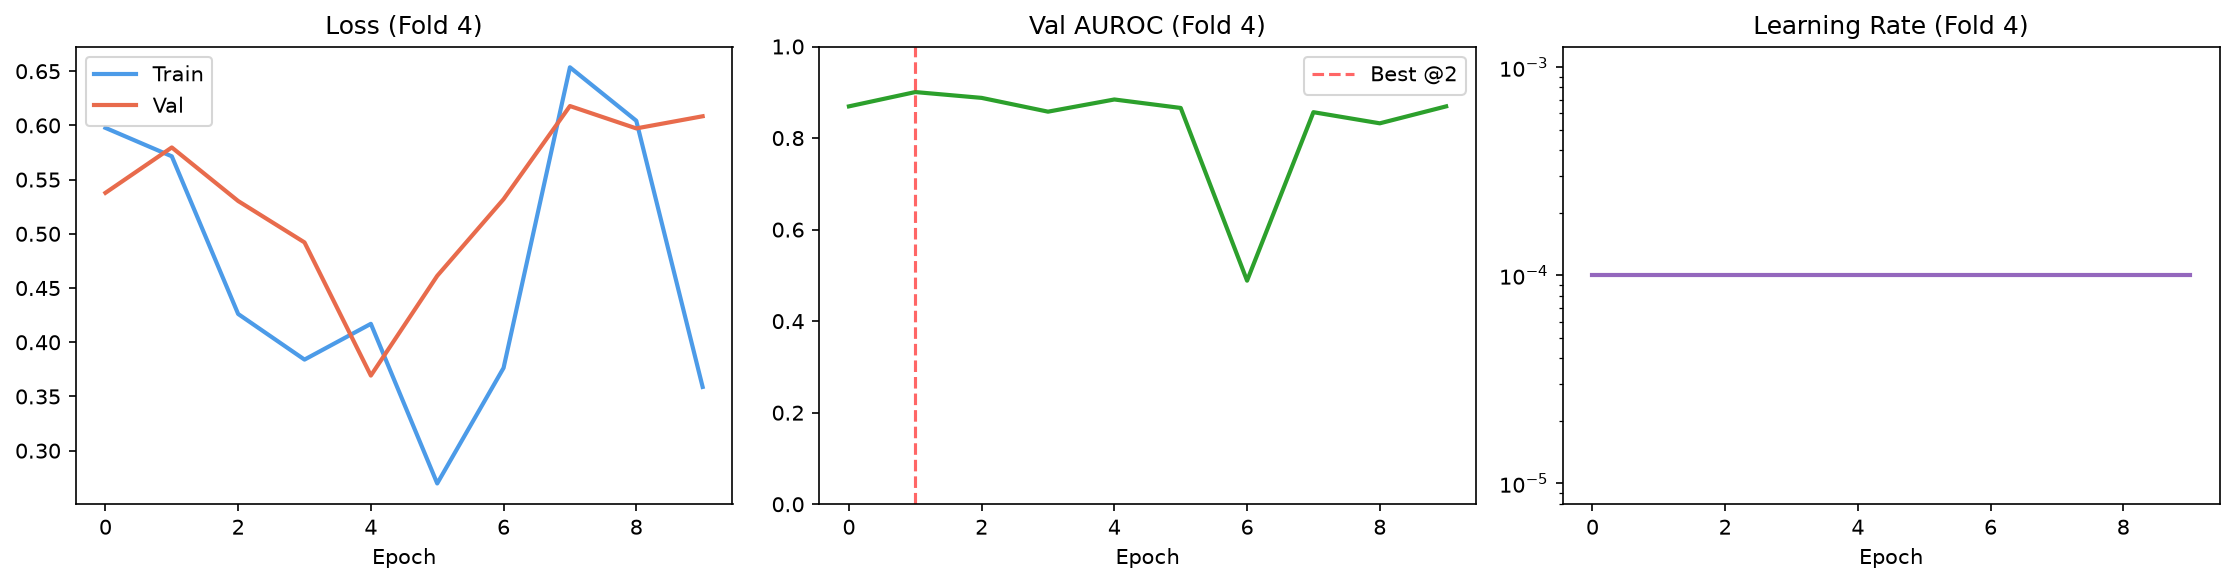 Loss (Fold 4)
Train
Val
0.65
0.60
0.55
0.50
0.45
0.40
0.35
0.30
0 2 4 6 8
Epoch
Val AUROC (Fold 4)
Best @2
1.0
0.8
0.6
0.4
0.2
0.0
0 2 4 6 8
Epoch
Learning Rate (Fold 4)
10⁻³
10⁻⁴
10⁻⁵
0 2 4 6 8
Epoch